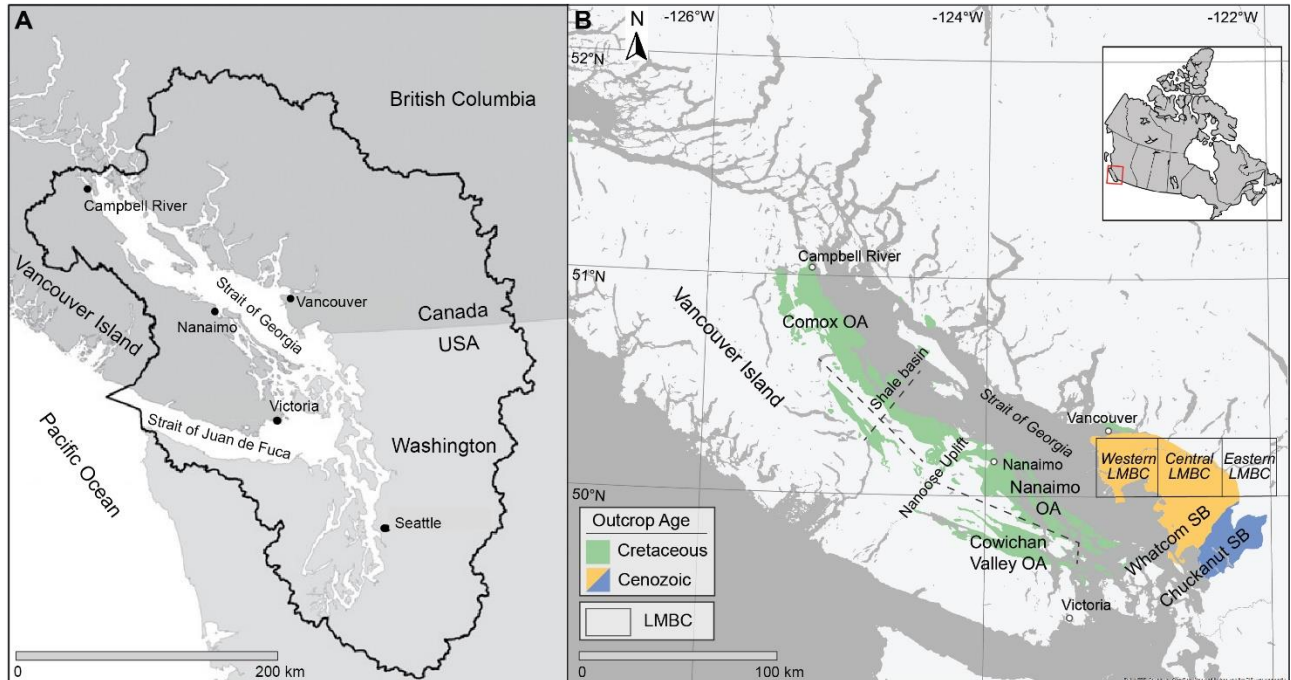 A
British Columbia
Campbell River
Vancouver Island
Strait of Georgia
Vancouver
Nanaimo
Canada
USA
Victoria
Strait of Juan de Fuca
Washington
Pacific Ocean
Seattle
0
200 km
B
-126°W
N
-124°W
-122°W
52°N
Campbell River
51°N
Vancouver Island
Comox OA
Shale basin
Strait of Georgia
Vancouver
Western
LMBC
Central
LMBC
Eastern
LMBC
Nanoose Uplift
Nanaimo
50°N
Nanaimo
OA
Whatcom SB
Chuckanut SB
Cowichan
Valley OA
Victoria
Outcrop Age
Cretaceous
Cenozoic
LMBC
0
100 km